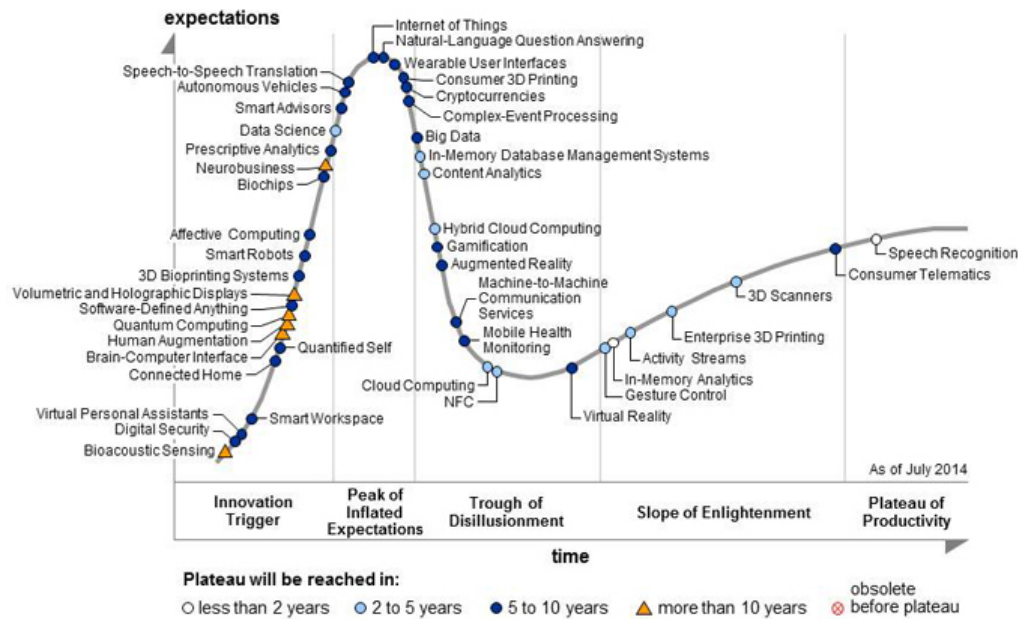 expectations
Internet of Things
Natural-Language Question Answering
Wearable User Interfaces
Speech-to-Speech Translation
Consumer 3D Printing
Autonomous Vehicles
Cryptocurrencies
Smart Advisors
Complex-Event Processing
Data Science
Big Data
Prescriptive Analytics
In-Memory Database Management Systems
Neurobusiness
Content Analytics
Biochips
Hybrid Cloud Computing
Affective Computing
Gamification
Smart Robots
Augmented Reality
3D Bioprinting Systems
Machine-to-Machine
Communication
Services
Volumetric and Holographic Displays
Software-Defined Anything
Quantum Computing
Human Augmentation
Mobile Health
Monitoring
Brain-Computer Interface
Quantified Self
Connected Home
Cloud Computing
NFC
Virtual Personal Assistants
Smart Workspace
Digital Security
Bioacoustic Sensing
Virtual Reality
Gesture Control
In-Memory Analytics
Activity Streams
Enterprise 3D Printing
3D Scanners
Consumer Telematics
Speech Recognition
As of July 2014
Innovation
Trigger
Peak of
Inflated
Expectations
Trough of
Disillusionment
Slope of Enlightenment
Plateau of
Productivity
time
Plateau will be reached in:
less than 2 years
2 to 5 years
5 to 10 years
more than 10 years
obsolete
before plateau